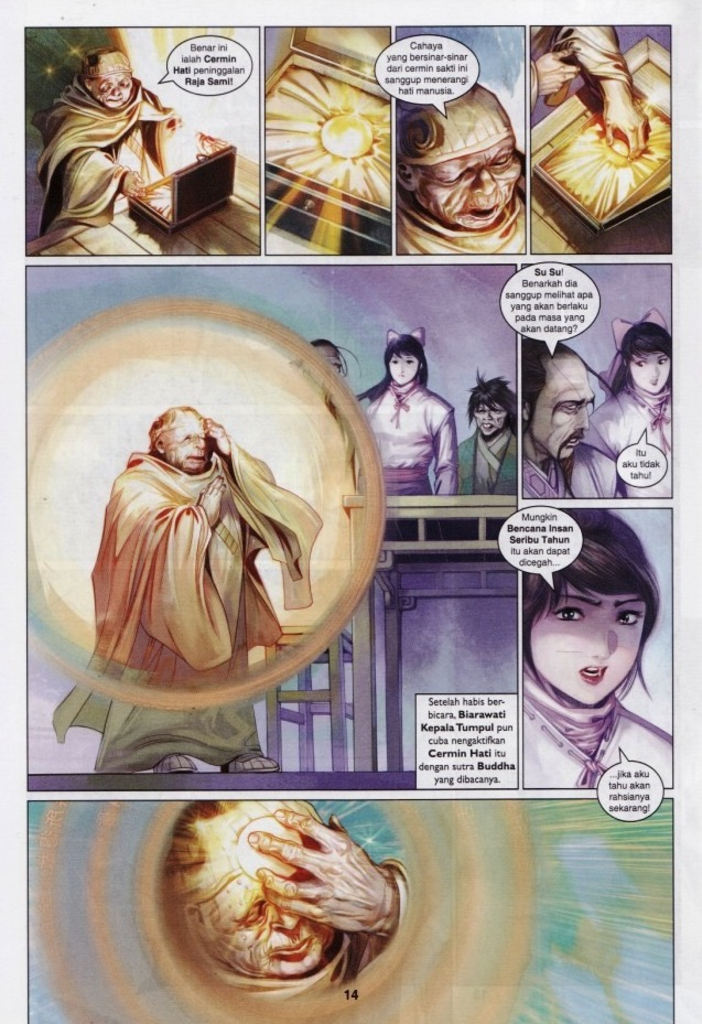 Benar ini
ialah Cermin
Hati peninggalan
Raja Sami!
Cahaya
yang bersinar-sinar
dari cermin sakti ini
sanggup menerangi
hati manusia.
Su Su!
Benarkah dia
sanggup melihat apa
yang akan berlaku
pada masa yang
akan datang?
Itu
aku tidak
tahu!
Mungkin
Bencana Insan
Seribu Tahun
itu akan dapat
dicegah...
...jika aku
tahu akan
rahsianya
sekarang!
Setelah habis ber-
bicara, Biarawati
Kepala Tumpul pun
cuba nengaktifkan
Cermin Hati itu
dengan sutra Buddha
yang dibacanya.
14